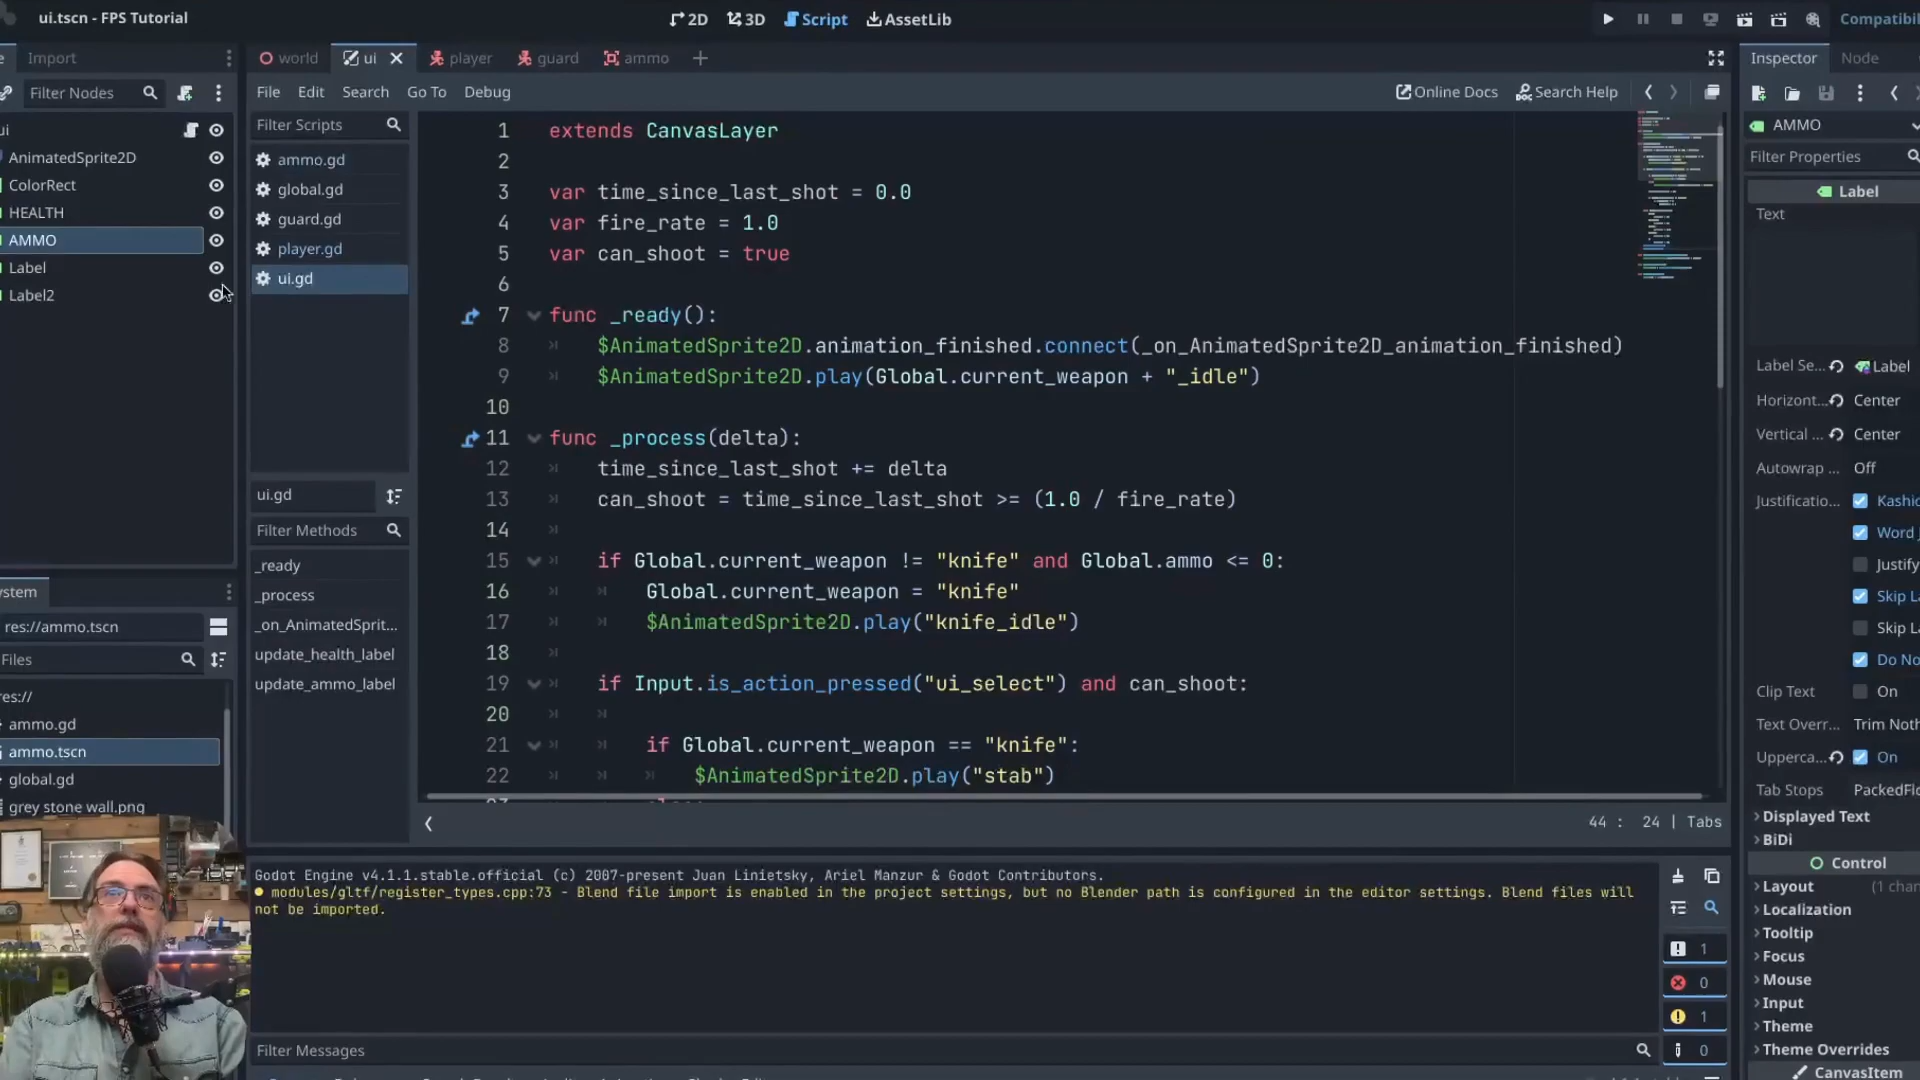 ui.tscn - FPS Tutorial
2D
3D
Script
AssetLib
Compatibi
Import
world
ui
player
guard
ammo
Inspector
Node
Filter Nodes
File
Edit
Search
Go To
Debug
Online Docs
Search Help
ui
AnimatedSprite2D
ColorRect
HEALTH
AMMO
Label
Label2
Filter Scripts
ammo.gd
global.gd
guard.gd
player.gd
ui.gd
ui.gd
Filter Methods
_ready
_process
_on_AnimatedSprit...
update_health_label
update_ammo_label
1 extends CanvasLayer
2
3 var time_since_last_shot = 0.0
4 var fire_rate = 1.0
5 var can_shoot = true
6
7 func _ready():
8 $AnimatedSprite2D.animation_finished.connect(_on_AnimatedSprite2D_animation_finished)
9 $AnimatedSprite2D.play(Global.current_weapon + "_idle")
10
11 func _process(delta):
12 time_since_last_shot += delta
13 can_shoot = time_since_last_shot >= (1.0 / fire_rate)
14
15 if Global.current_weapon != "knife" and Global.ammo <= 0:
16 Global.current_weapon = "knife"
17 $AnimatedSprite2D.play("knife_idle")
18
19 if Input.is_action_pressed("ui_select") and can_shoot:
20
21 if Global.current_weapon == "knife":
22 $AnimatedSprite2D.play("stab")
44 : 24 | Tabs
stem
res://ammo.tscn
Files
res://
ammo.gd
ammo.tscn
global.gd
grey stone wall.png
Godot Engine v4.1.1.stable.official (c) 2007-present Juan Linietsky, Ariel Manzur & Godot Contributors.
modules/gltf/register_types.cpp:73 - Blend file import is enabled in the project settings, but no Blender path is configured in the editor settings. Blend files will
not be imported.
1
0
1
0
Filter Messages
AMMO
Filter Properties
Label
Text
Label Se... Label
Horizont... Center
Vertical ... Center
Autowrap ... Off
Justificatio... Kashi
Word J
Justify
Skip La
Skip La
Do No
Clip Text On
Text Overr... Trim Noth
Upperca... On
Tab Stops PackedFlo
Displayed Text
BiDi
Control
Layout (1 chan
Localization
Tooltip
Focus
Mouse
Input
Theme
Theme Overrides
CanvasItem